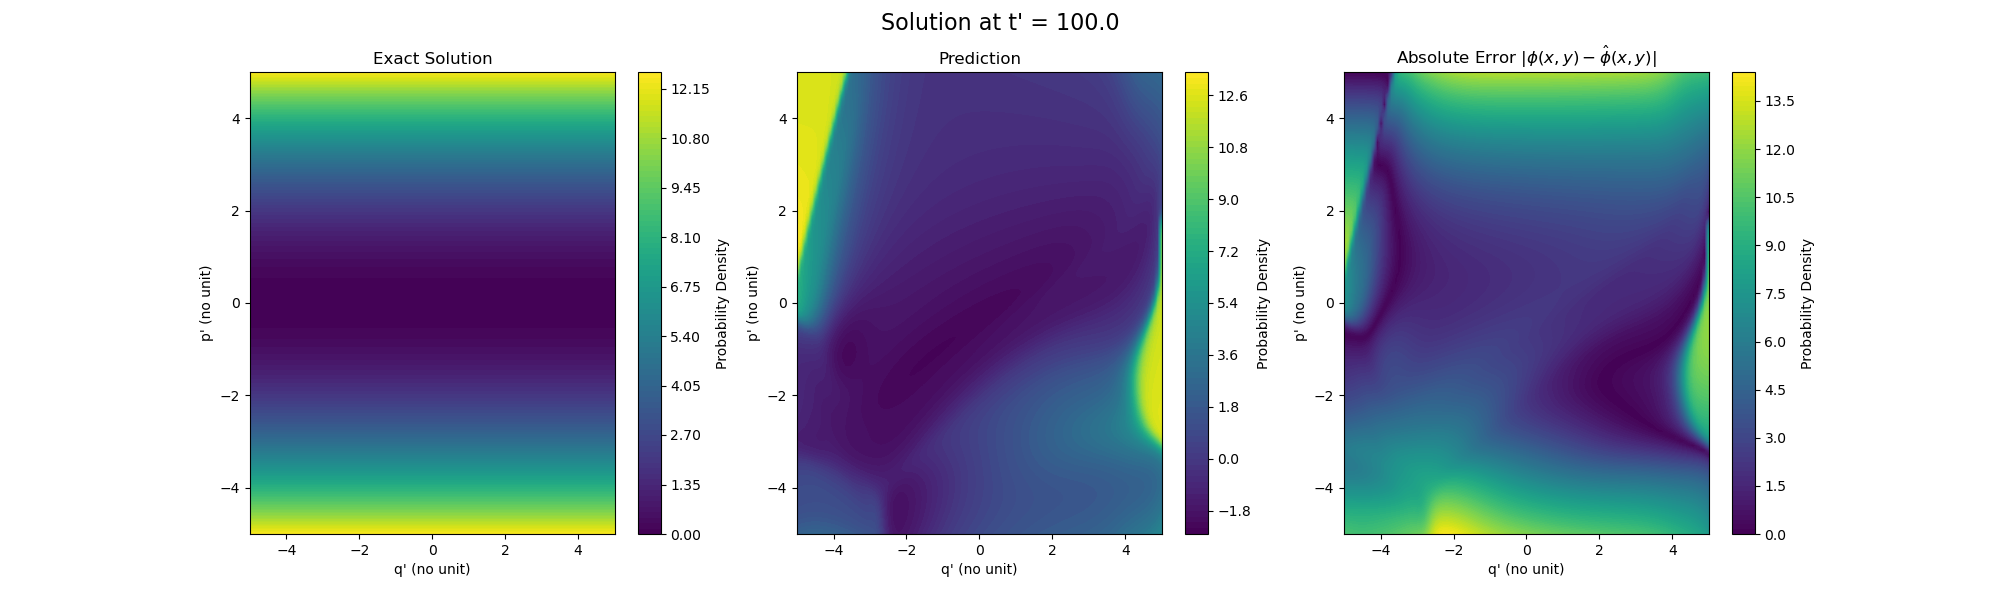 Solution at t' = 100.0
Exact Solution
p' (no unit)
4
2
0
−2
−4
−4 −2 0 2 4
q' (no unit)
12.15
10.80
9.45
8.10
6.75
5.40
4.05
2.70
1.35
0.00
Probability Density
Prediction
p' (no unit)
4
2
0
−2
−4
−4 −2 0 2 4
q' (no unit)
12.6
10.8
9.0
7.2
5.4
3.6
1.8
0.0
−1.8
Probability Density
Absolute Error |ϕ(x, y) − ϕ̂(x, y)|
p' (no unit)
4
2
0
−2
−4
−4 −2 0 2 4
q' (no unit)
13.5
12.0
10.5
9.0
7.5
6.0
4.5
3.0
1.5
0.0
Probability Density